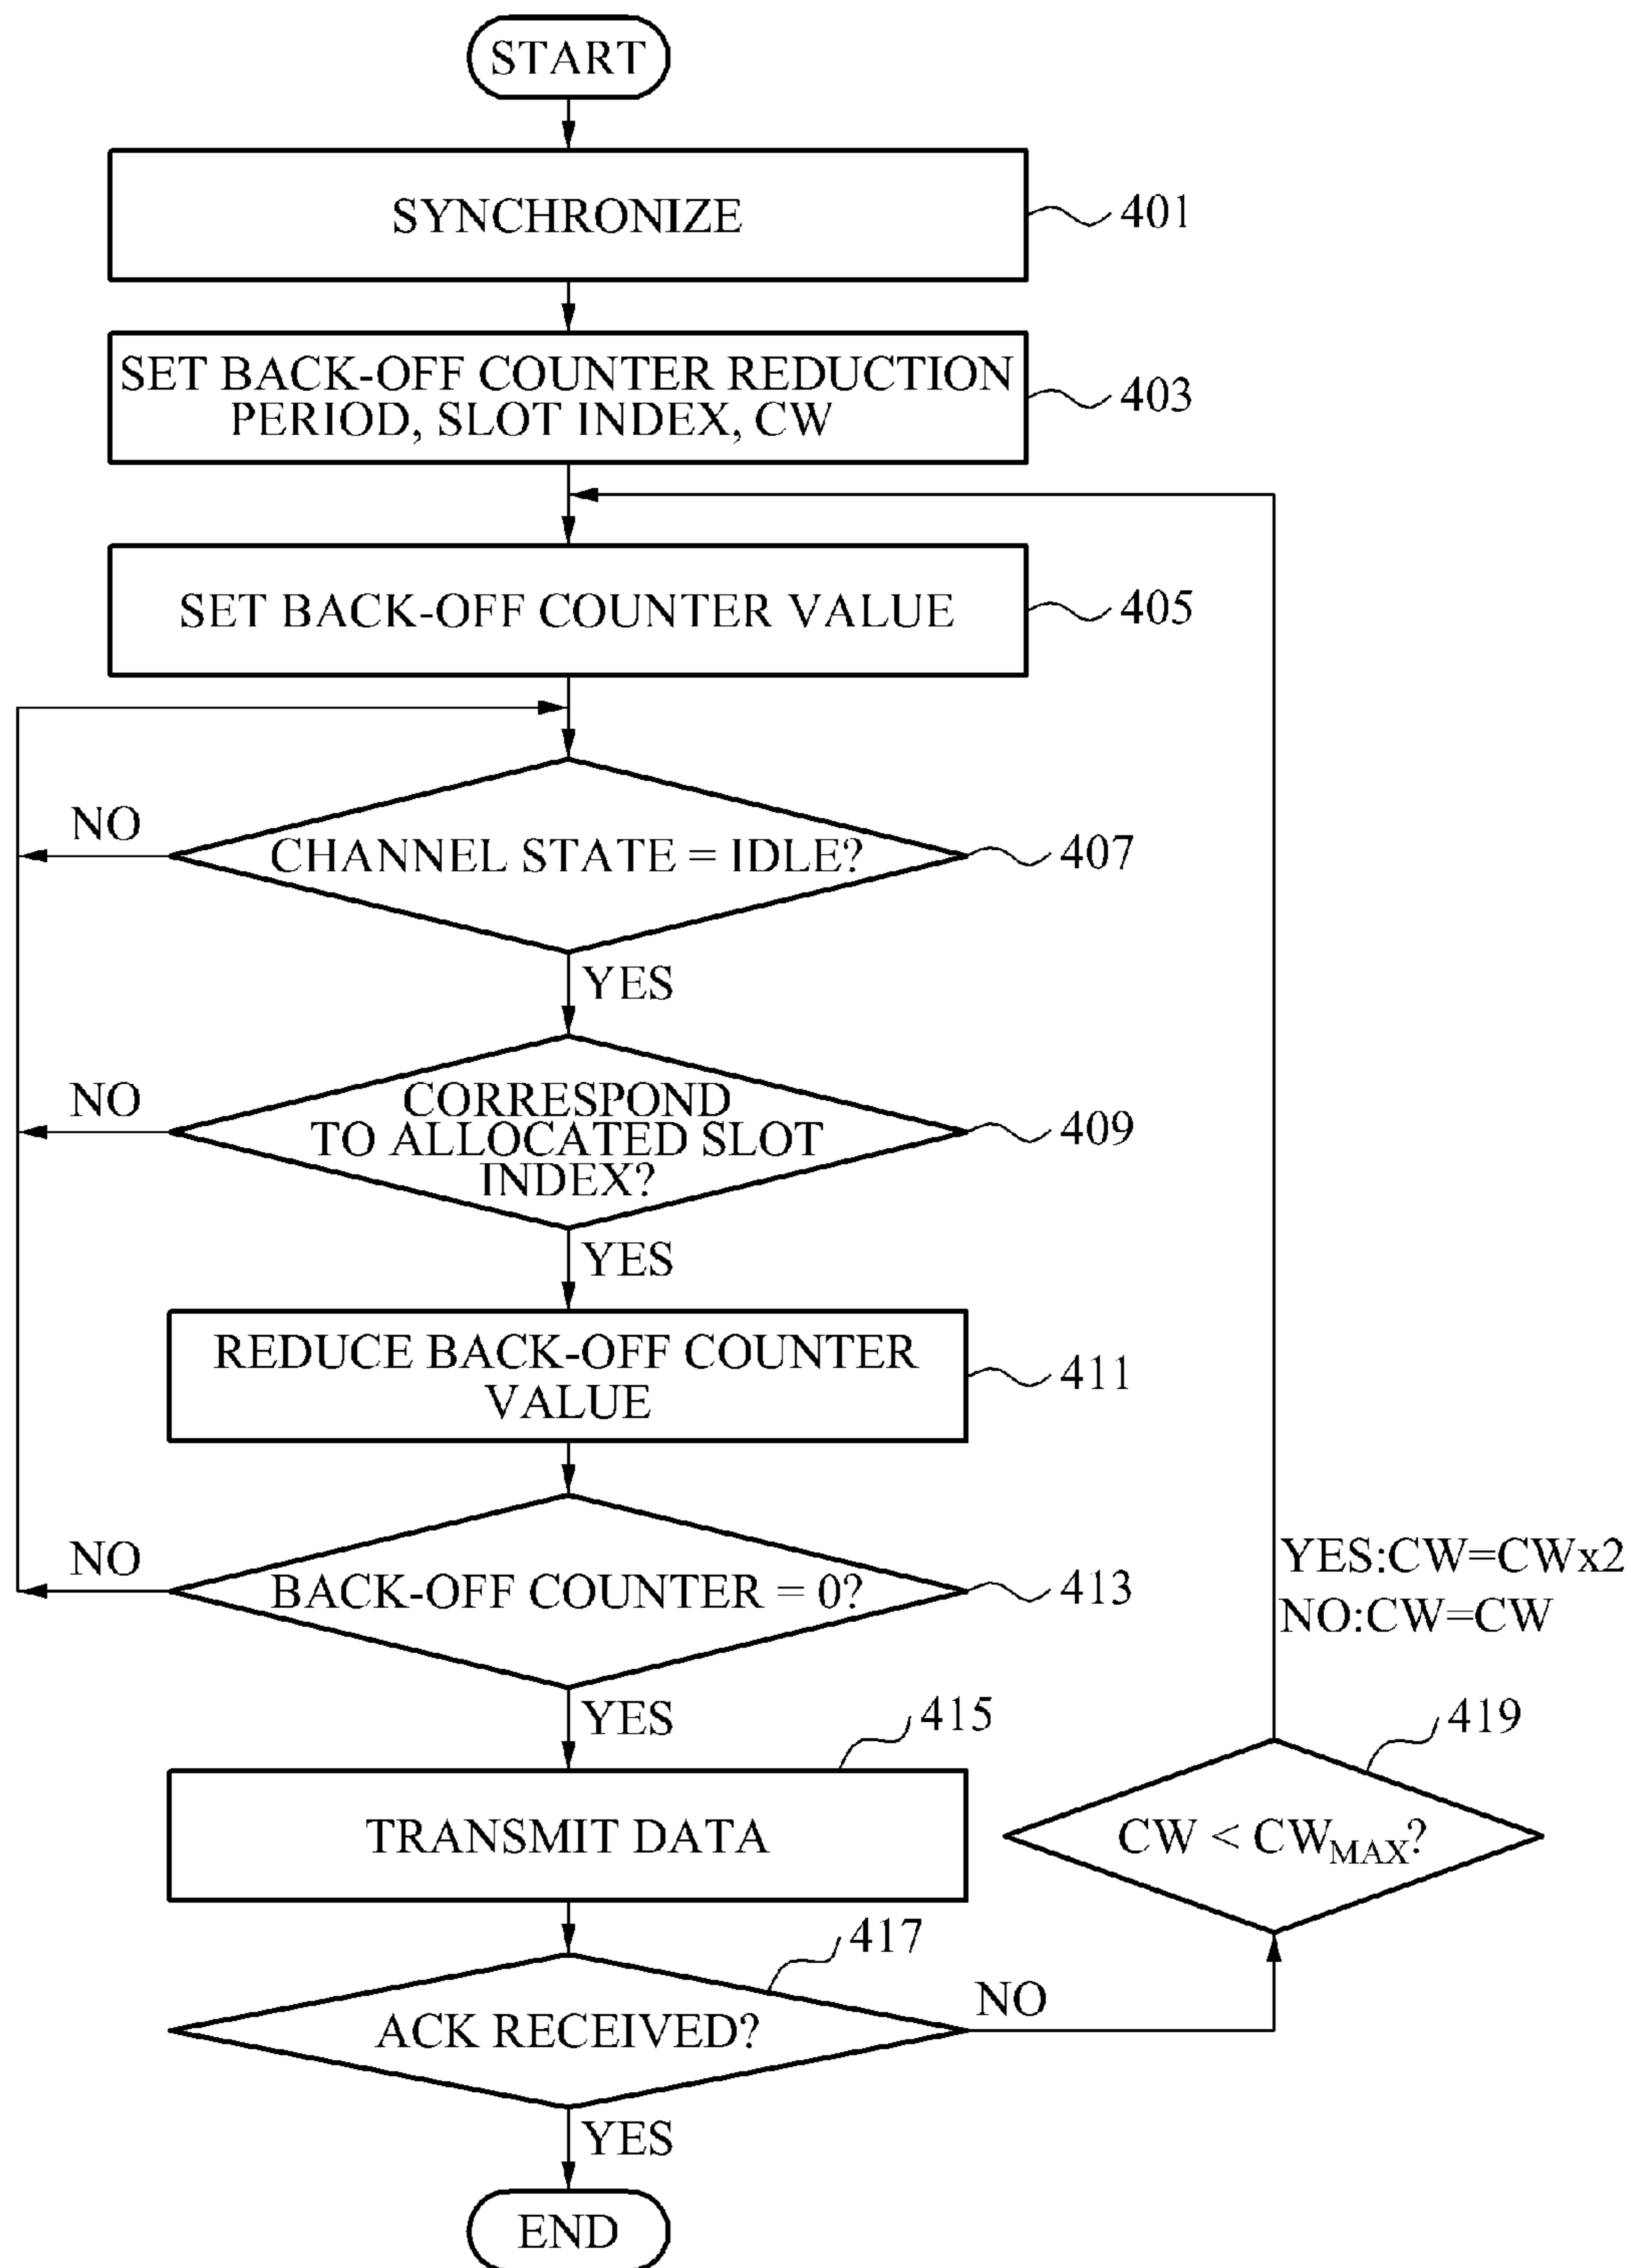 START
SYNCHRONIZE
401
SET BACK-OFF COUNTER REDUCTION
PERIOD, SLOT INDEX, CW
403
SET BACK-OFF COUNTER VALUE
405
NO
CHANNEL STATE = IDLE?
407
YES
NO
CORRESPOND
TO ALLOCATED SLOT
INDEX?
409
YES
REDUCE BACK-OFF COUNTER
VALUE
411
NO
BACK-OFF COUNTER = 0?
413
YES:CW=CWx2
NO:CW=CW
YES
415
TRANSMIT DATA
419
CW < CWMAX?
417
ACK RECEIVED?
NO
YES
END